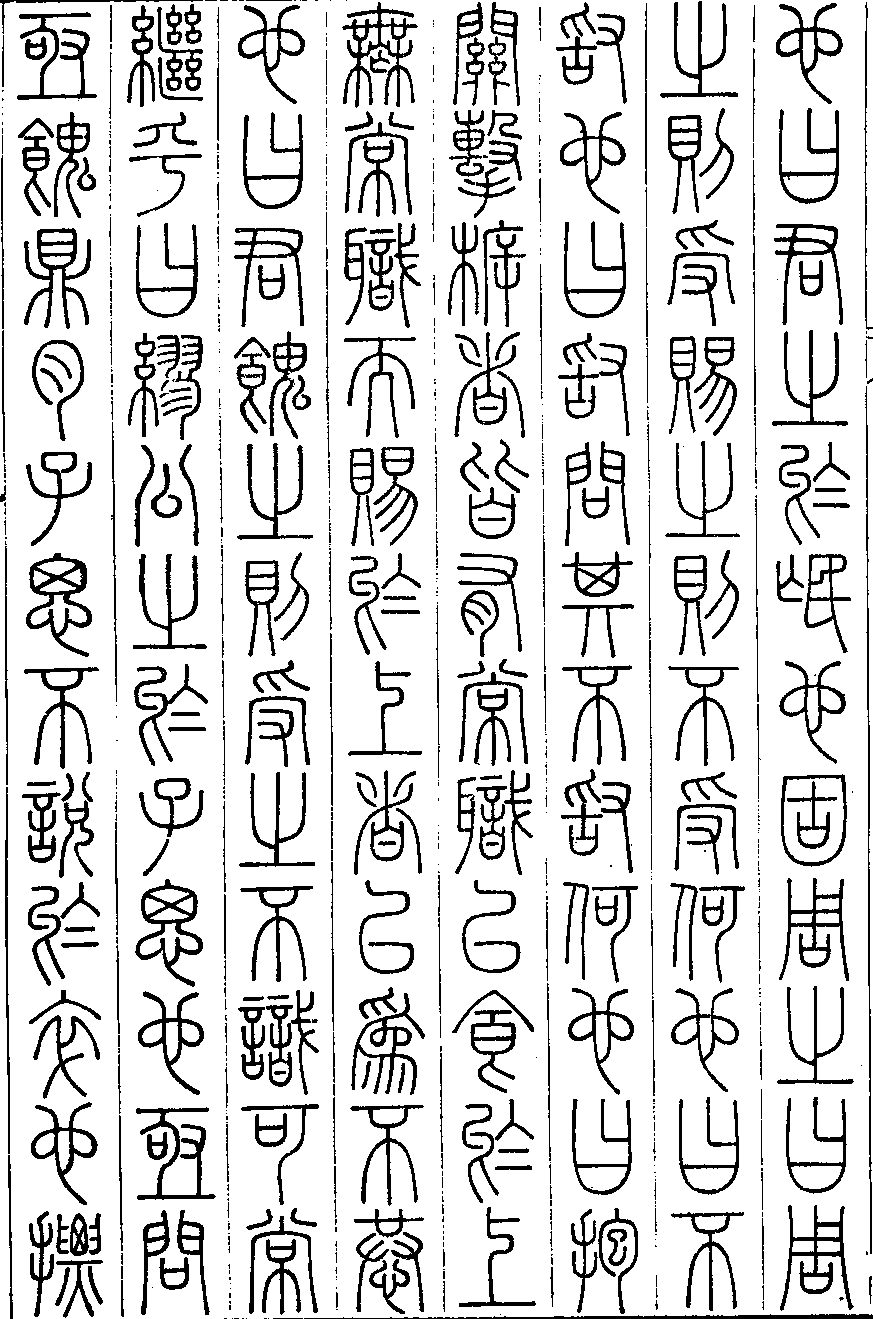 也曰君之於氓也固周之曰周
之則受賜之則不受何也曰不
敢也曰敢問其不敢何也曰抱
關擊柝者皆有常職以食於上
無常職而賜於上者以為不恭
也曰君餽之則受之不識可常
繼乎曰繆公之於子思也亟問
亟餽鼎肉子思不說於卒也摽